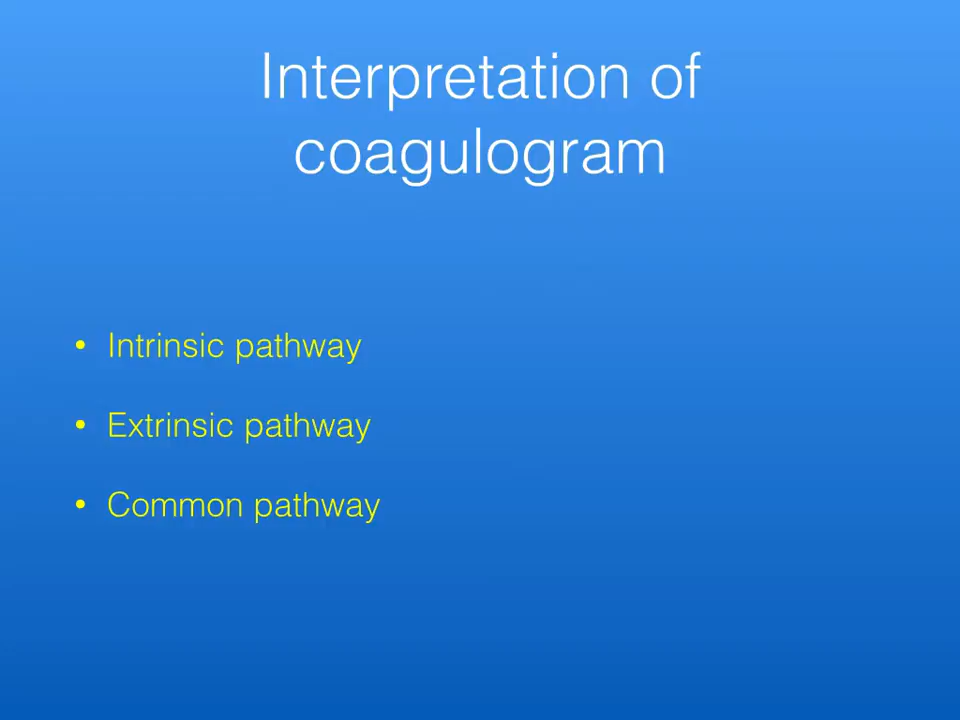 Interpretation of
coagulogram
• Intrinsic pathway
• Extrinsic pathway
• Common pathway